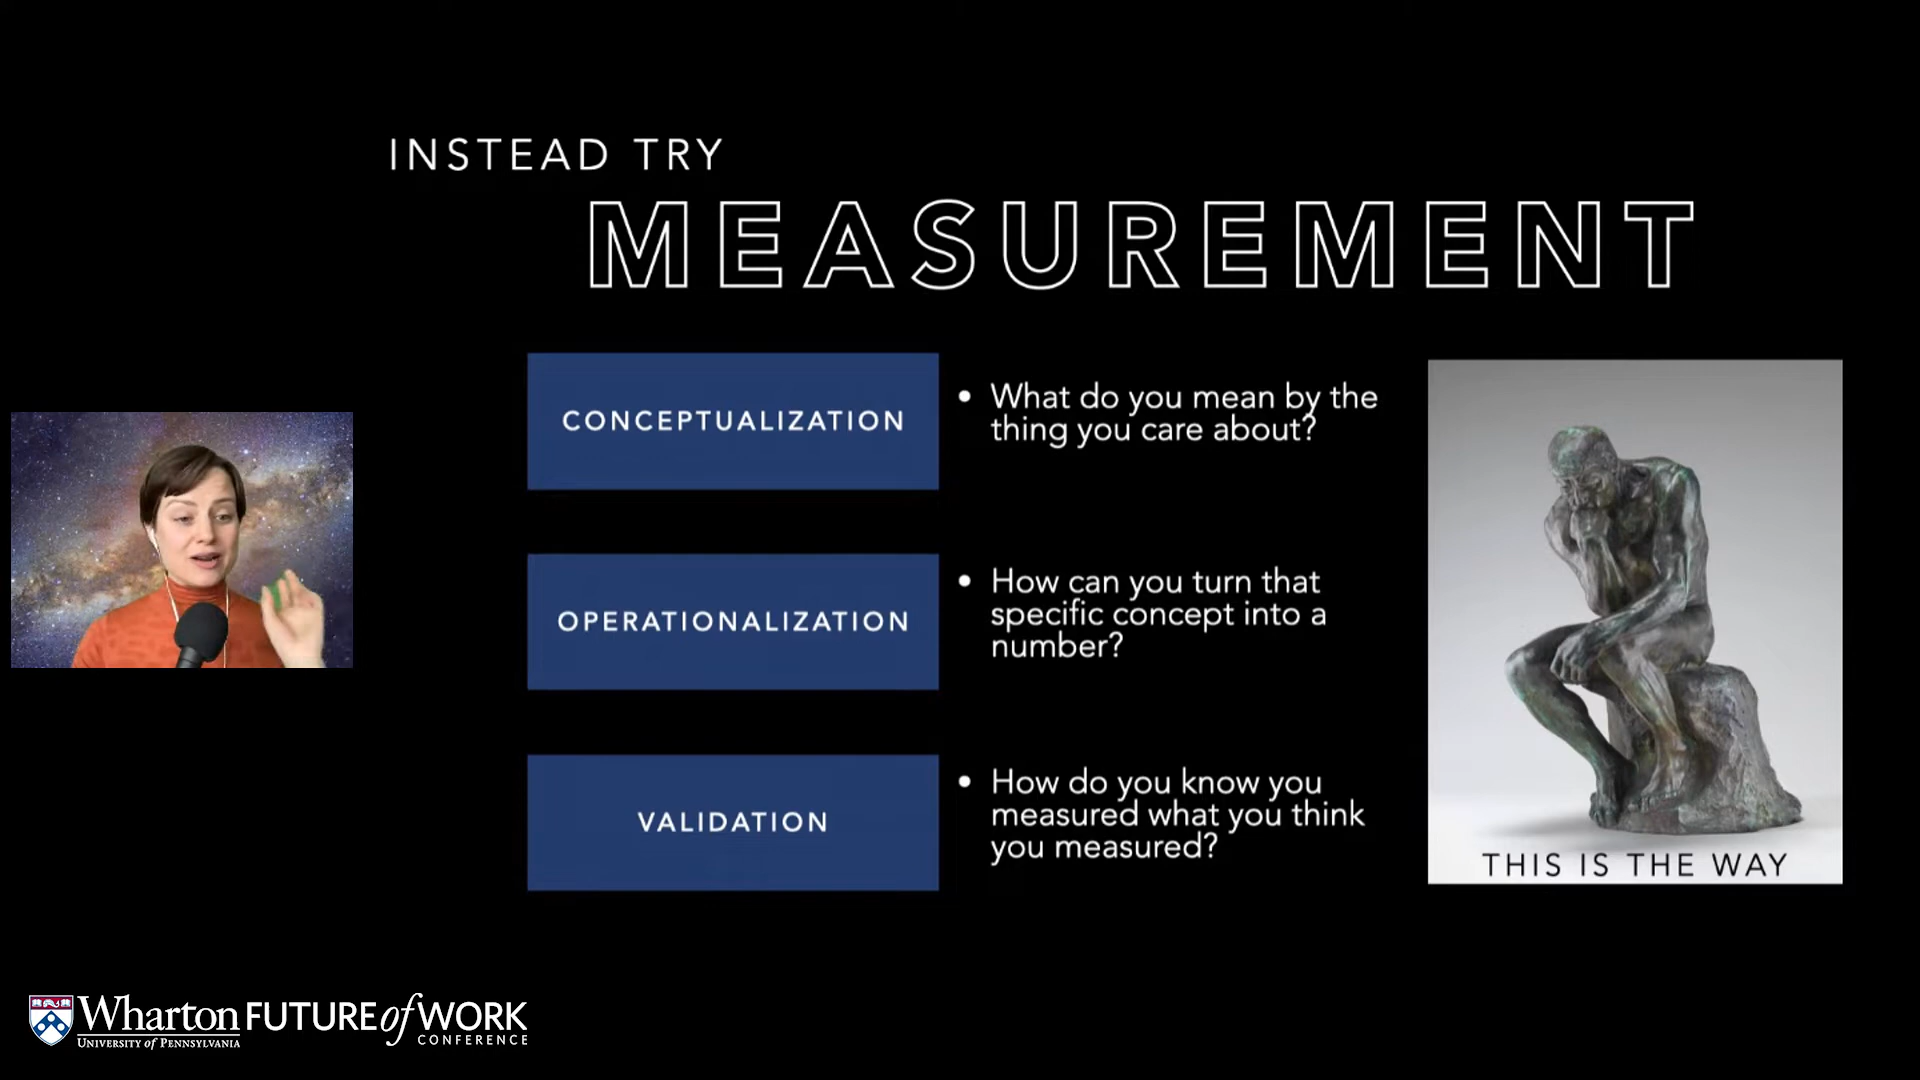 INSTEAD TRY
MEASUREMENT
CONCEPTUALIZATION
• What do you mean by the
thing you care about?
OPERATIONALIZATION
• How can you turn that
specific concept into a
number?
VALIDATION
• How do you know you
measured what you think
you measured?
THIS IS THE WAY
Wharton FUTURE of WORK
UNIVERSITY of PENNSYLVANIA CONFERENCE